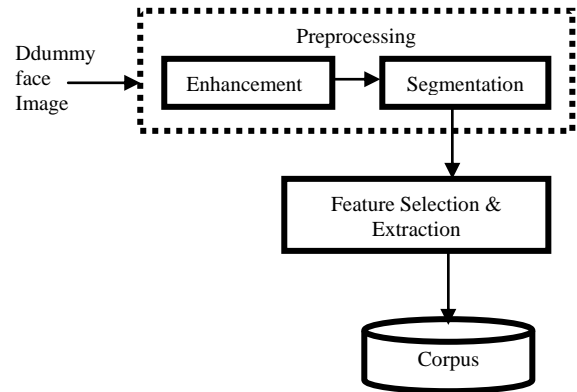 Preprocessing
Ddummy
face
Image
Enhancement
Segmentation
Feature Selection &
Extraction
Corpus